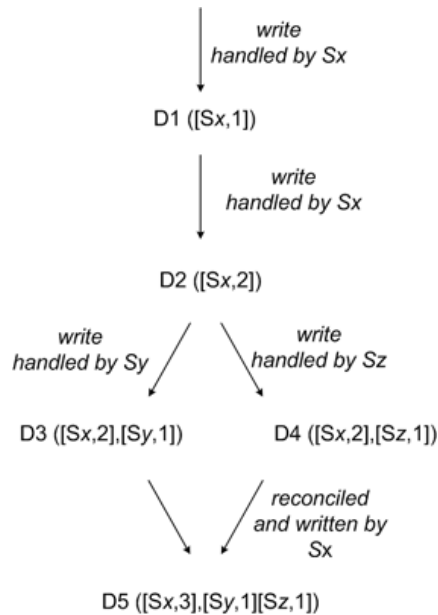 write
handled by Sx
D1 ([Sx,1])
write
handled by Sx
D2 ([Sx,2])
write
handled by Sy
write
handled by Sz
D3 ([Sx,2],[Sy,1])
D4 ([Sx,2],[Sz,1])
reconciled
and written by
Sx
D5 ([Sx,3],[Sy,1][Sz,1])